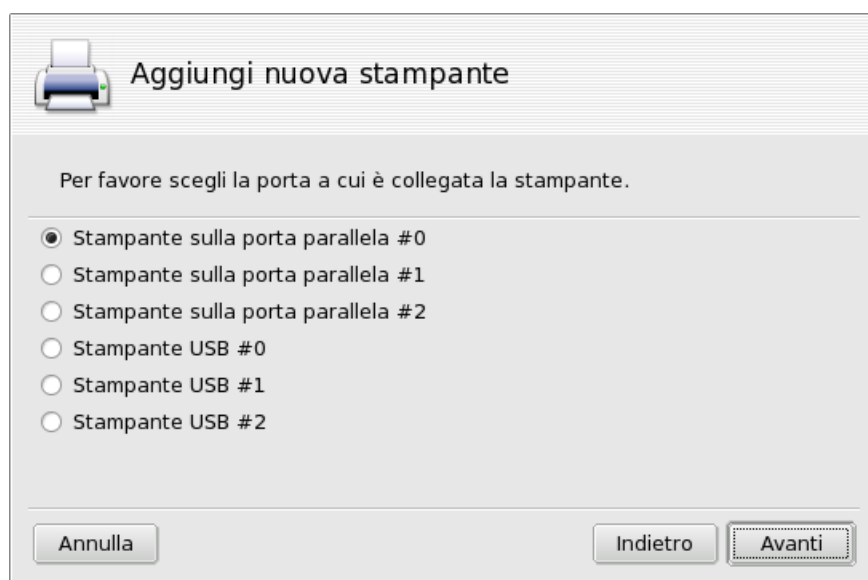 Aggiungi nuova stampante
Per favore scegli la porta a cui è collegata la stampante.
Stampante sulla porta parallela #0
Stampante sulla porta parallela #1
Stampante sulla porta parallela #2
Stampante USB #0
Stampante USB #1
Stampante USB #2
Annulla
Indietro
Avanti